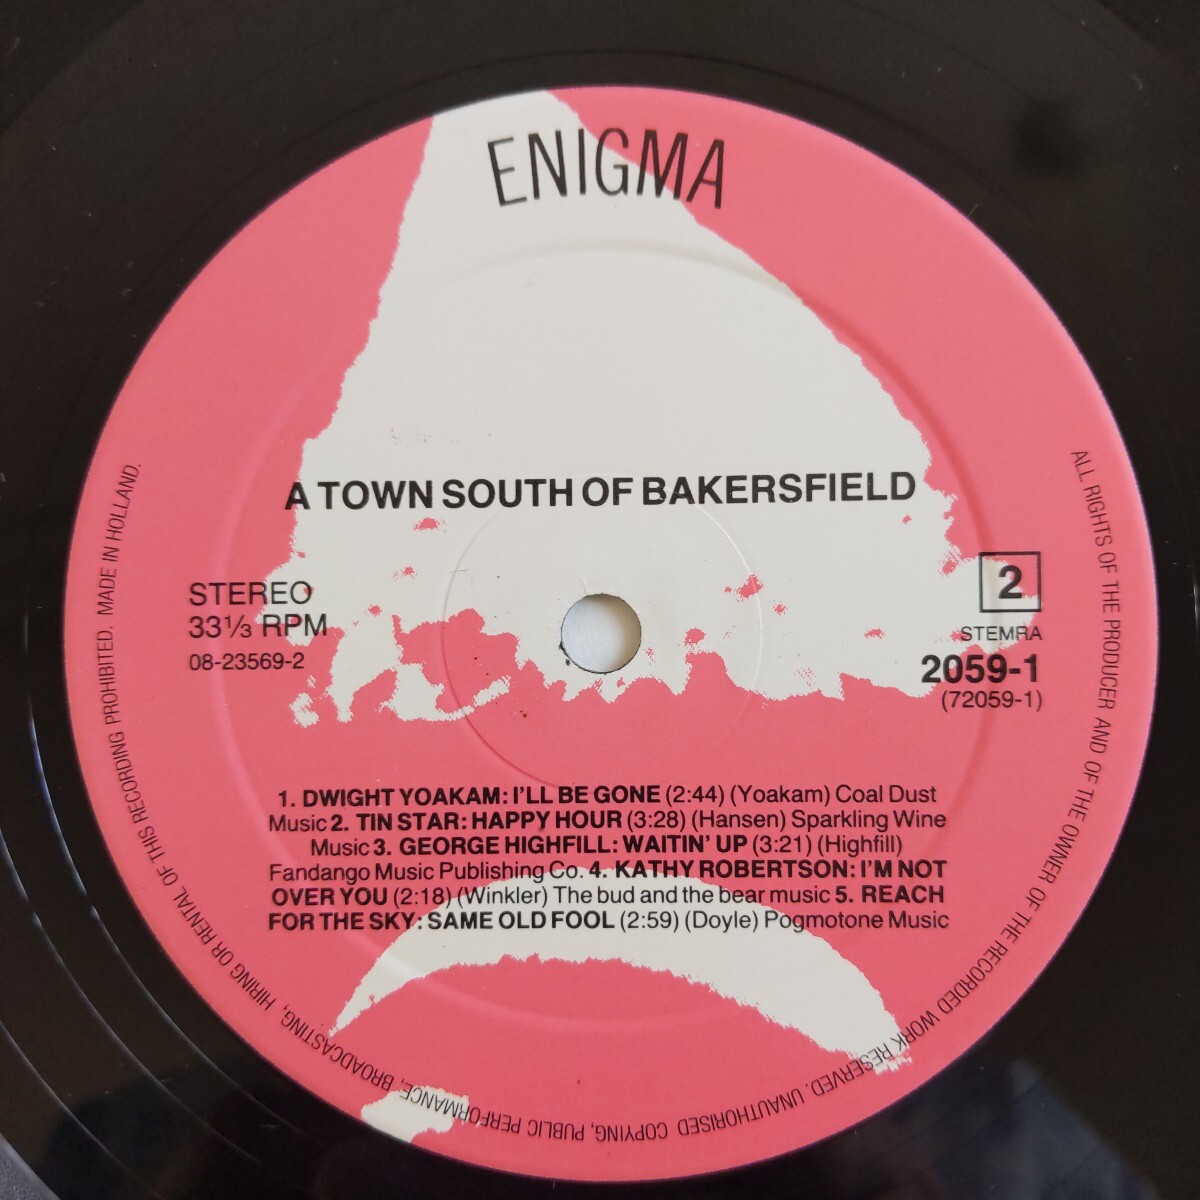 ENIGMA
A TOWN SOUTH OF BAKERSFIELD
STEREO
33⅓ RPM
08-23569-2
2
STEMRA
2059-1
(72059-1)
1. DWIGHT YOAKAM: I'LL BE GONE (2:44) (Yoakam) Coal Dust
Music 2. TIN STAR: HAPPY HOUR (3:28) (Hansen) Sparkling Wine
Music 3. GEORGE HIGHFILL: WAITIN' UP (3:21) (Highfill)
Fandango Music Publishing Co. 4. KATHY ROBERTSON: I'M NOT
OVER YOU (2:18) (Winkler) The bud and the bear music 5. REACH
FOR THE SKY: SAME OLD FOOL (2:59) (Doyle) Pogmotone Music
ALL RIGHTS OF THE PRODUCER AND OF THE OWNER OF THE RECORDED WORK RESERVED. UNAUTHORISED COPYING, PUBLIC PERFORMANCE, BROADCASTING, HIRING OR RENTAL OF THIS RECORDING PROHIBITED. MADE IN HOLLAND.